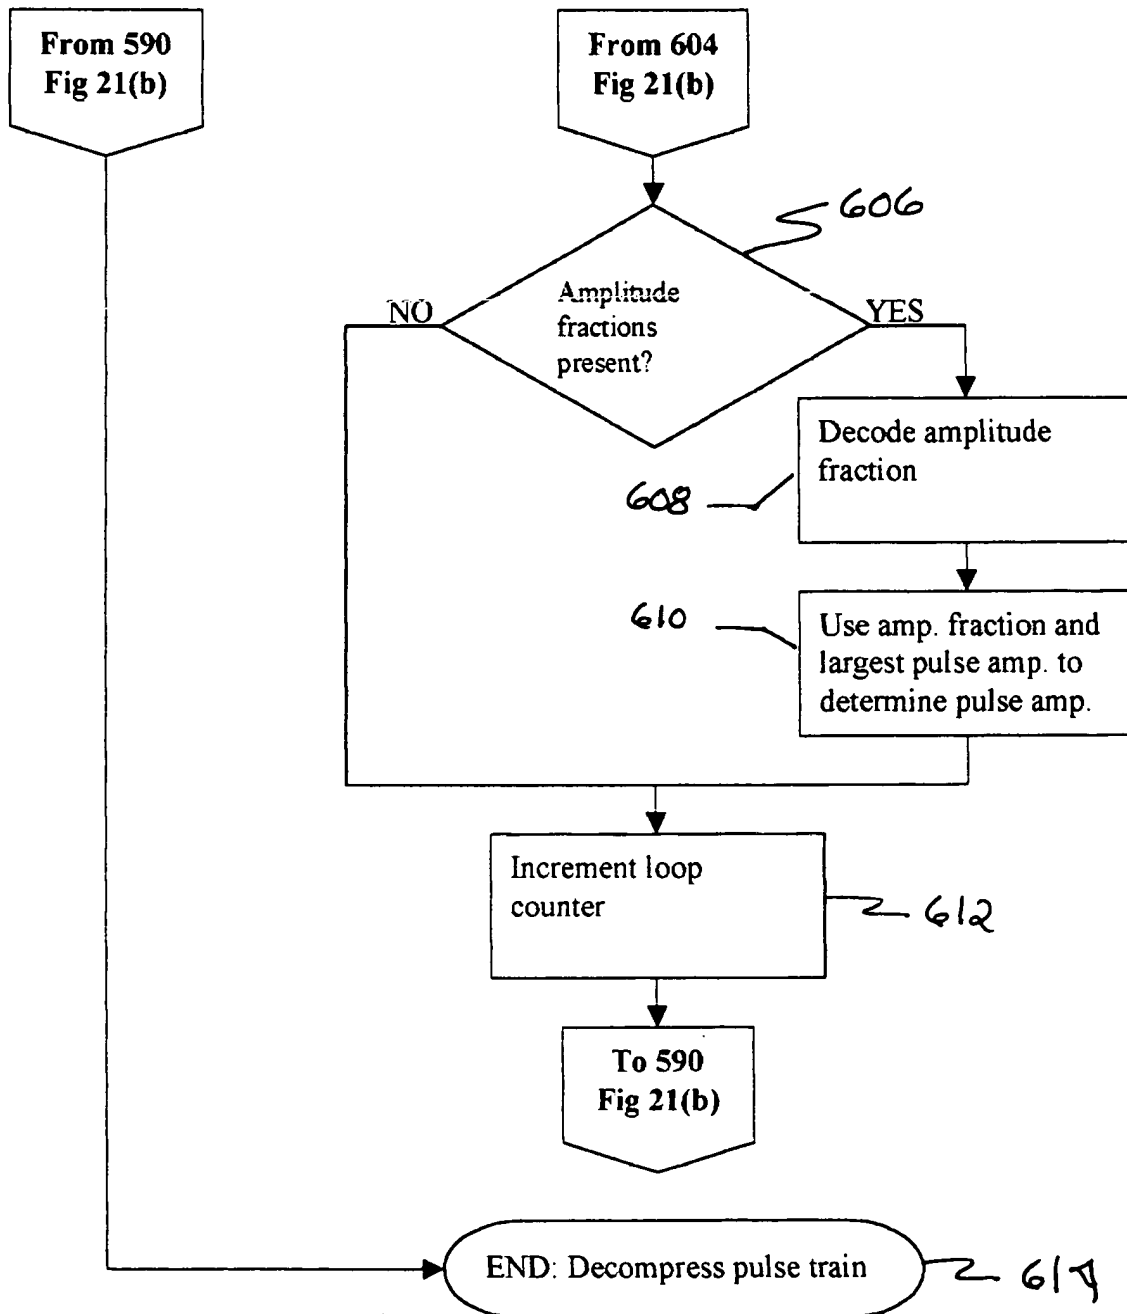 From 590
Fig 21(b)
From 604
Fig 21(b)
606
Amplitude
fractions
present?
NO
YES
Decode amplitude
fraction
608
610
Use amp. fraction and
largest pulse amp. to
determine pulse amp.
Increment loop
counter
612
To 590
Fig 21(b)
END: Decompress pulse train
614